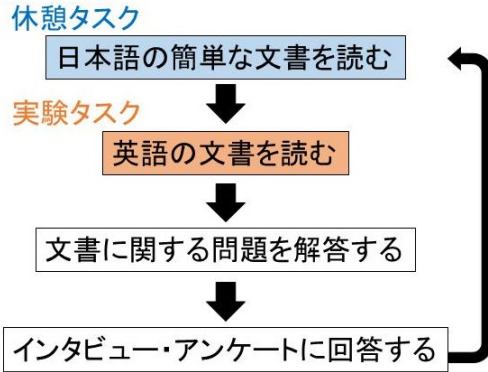 休憩タスク
日本語の簡単な文書を読む
実験タスク
英語の文書を読む
文書に関する問題を解答する
インタビュー・アンケートに回答する